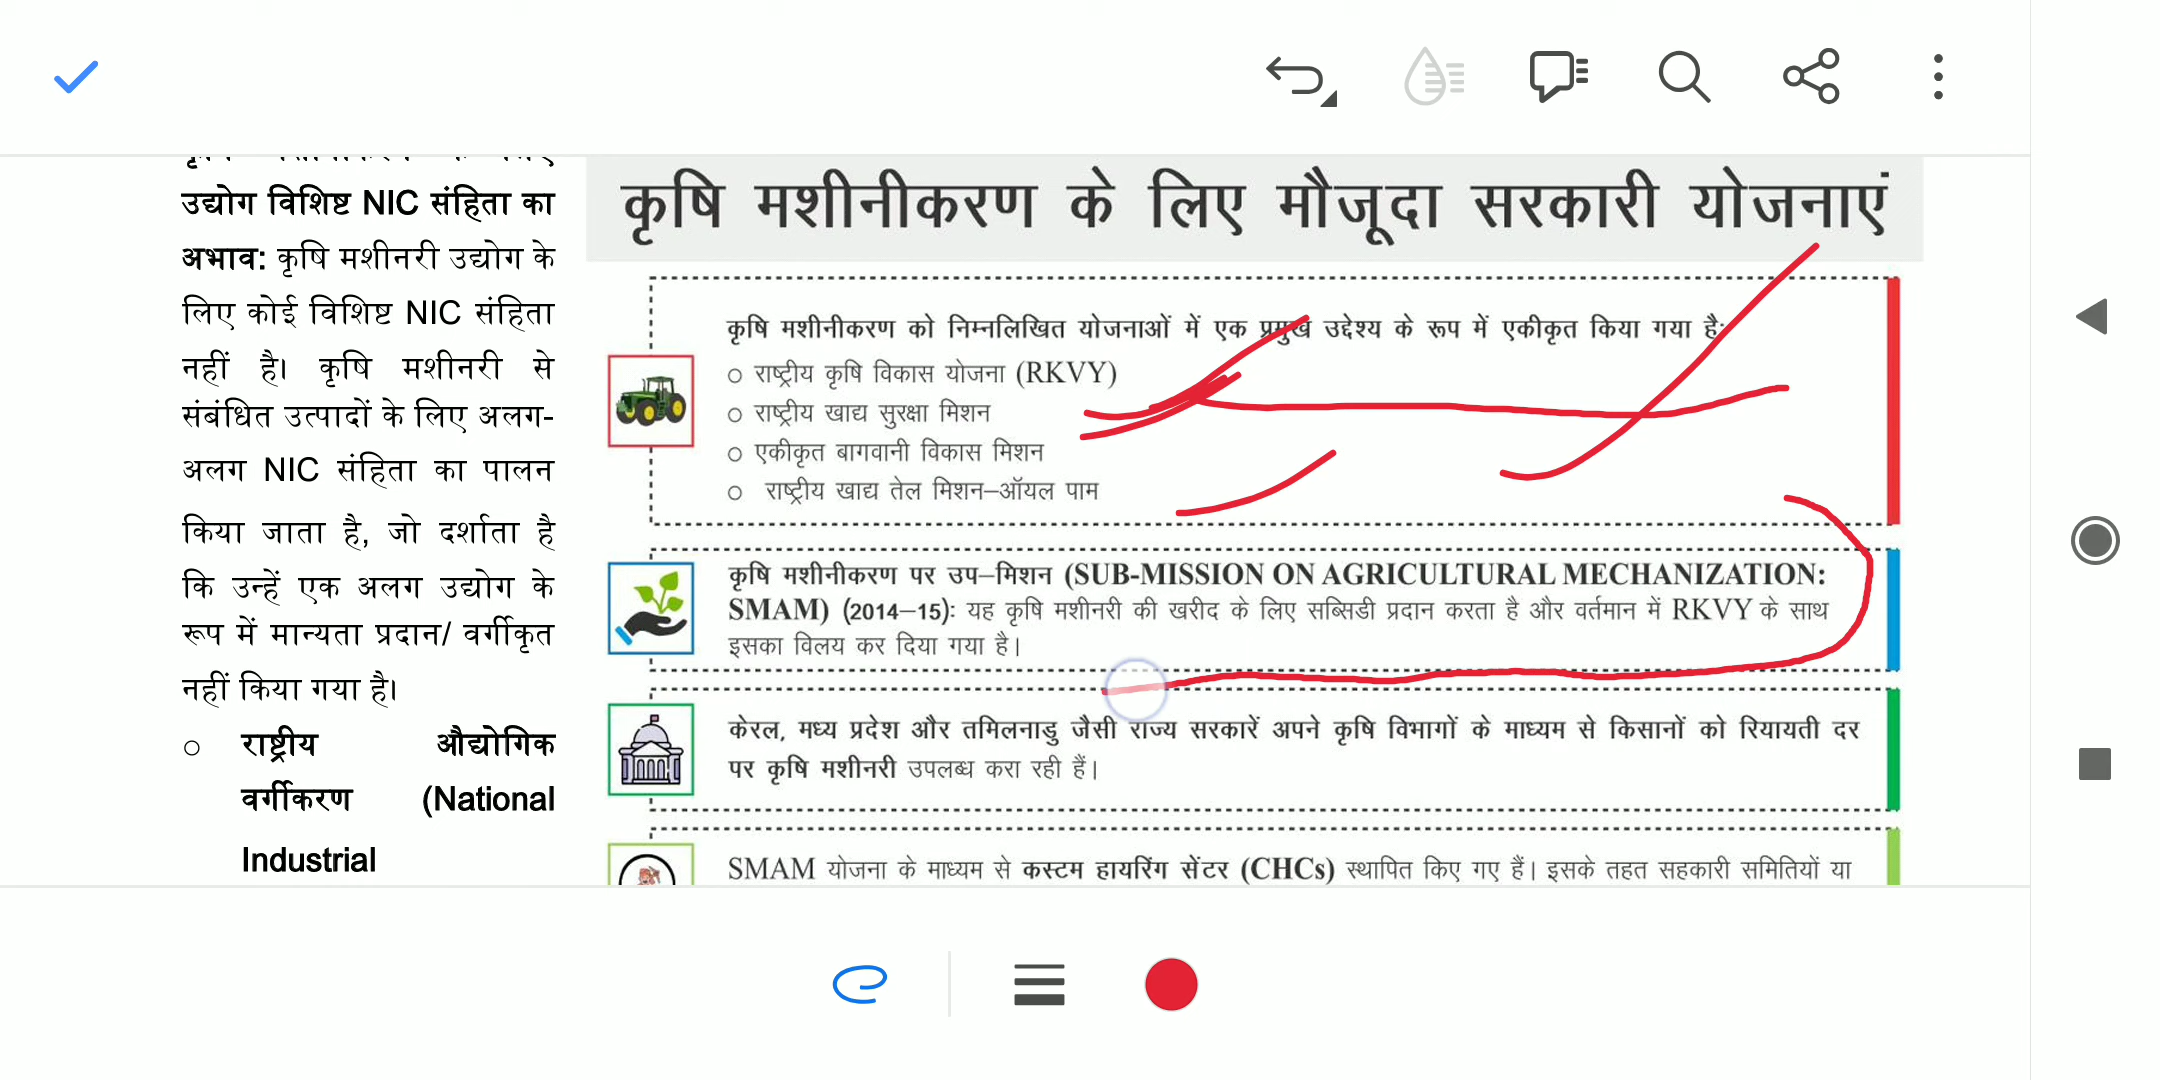 उद्योग विशिष्ट NIC संहिता का
अभाव: कृषि मशीनरी उद्योग के
लिए कोई विशिष्ट NIC संहिता
नहीं है। कृषि मशीनरी से
संबंधित उत्पादों के लिए अलग-
अलग NIC संहिता का पालन
किया जाता है, जो दर्शाता है
कि उन्हें एक अलग उद्योग के
रूप में मान्यता प्रदान/ वर्गीकृत
नहीं किया गया है।
○ राष्ट्रीय औद्योगिक
वर्गीकरण (National
Industrial
कृषि मशीनीकरण के लिए मौजूदा सरकारी योजनाएं
कृषि मशीनीकरण को निम्नलिखित योजनाओं में एक प्रमुख उद्देश्य के रूप में एकीकृत किया गया है:
○ राष्ट्रीय कृषि विकास योजना (RKVY)
○ राष्ट्रीय खाद्य सुरक्षा मिशन
○ एकीकृत बागवानी विकास मिशन
○ राष्ट्रीय खाद्य तेल मिशन–ऑयल पाम
कृषि मशीनीकरण पर उप–मिशन (SUB-MISSION ON AGRICULTURAL MECHANIZATION:
SMAM) (2014–15): यह कृषि मशीनरी की खरीद के लिए सब्सिडी प्रदान करता है और वर्तमान में RKVY के साथ
इसका विलय कर दिया गया है।
केरल, मध्य प्रदेश और तमिलनाडु जैसी राज्य सरकारें अपने कृषि विभागों के माध्यम से किसानों को रियायती दर
पर कृषि मशीनरी उपलब्ध करा रही हैं।
SMAM योजना के माध्यम से कस्टम हायरिंग सेंटर (CHCs) स्थापित किए गए हैं। इसके तहत सहकारी समितियों या